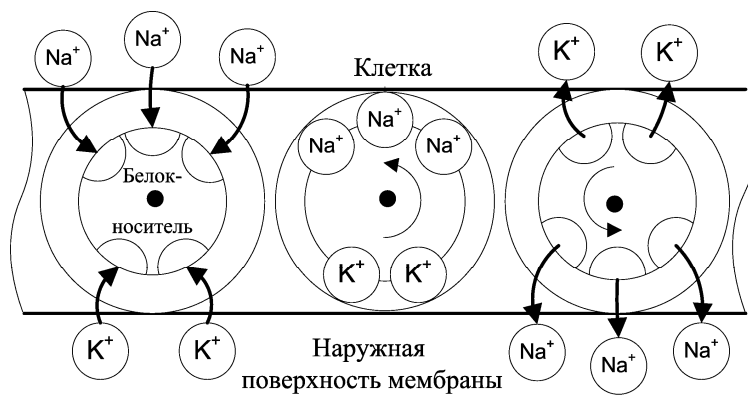 Na⁺ Na⁺ Na⁺
Клетка
K⁺ K⁺
Белок-
носитель
Na⁺ Na⁺ Na⁺
K⁺ K⁺
K⁺ K⁺
Наружная
поверхность мембраны
Na⁺ Na⁺ Na⁺